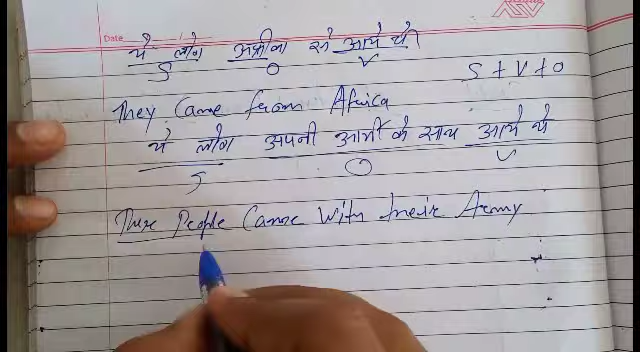 Date
ये लोग अफ्रीका से आये थे।
S O V
S + V + O
They Came from Africa
ये लोग अपनी आर्मी के साथ आये थे
S O V
These People Came With their Army